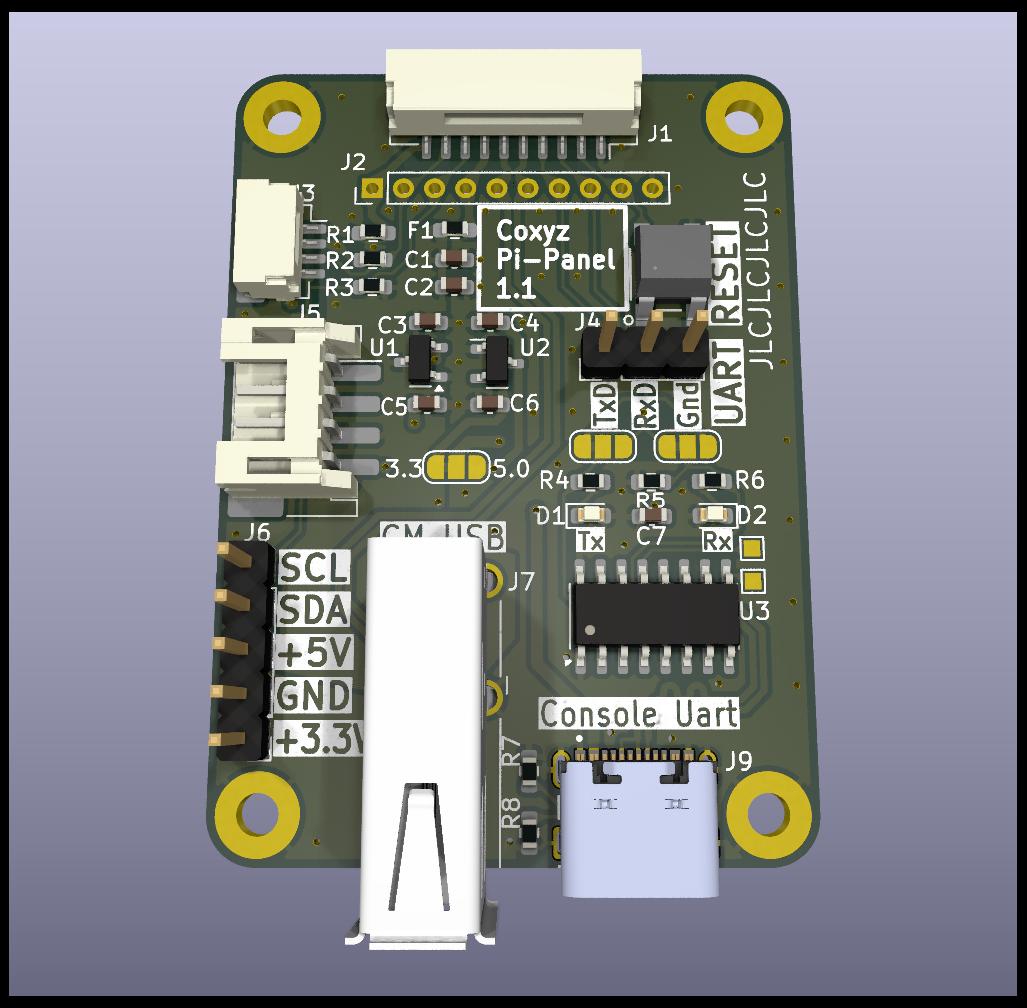 J1
J2
J3
R1
F1
R2
C1
R3
C2
Coxyz
Pi-Panel
1.1
RESET
JLCJLCJLCJLC
J5
C3
C4
J4
U1
U2
UART
TxD
RxD
Gnd
C5
C6
3.3
5.0
R4
R5
R6
D1
C7
D2
Tx
Rx
J6
CM USB
SCL
J7
SDA
U3
+5V
GND
Console Uart
+3.3V
R7
J9
R8